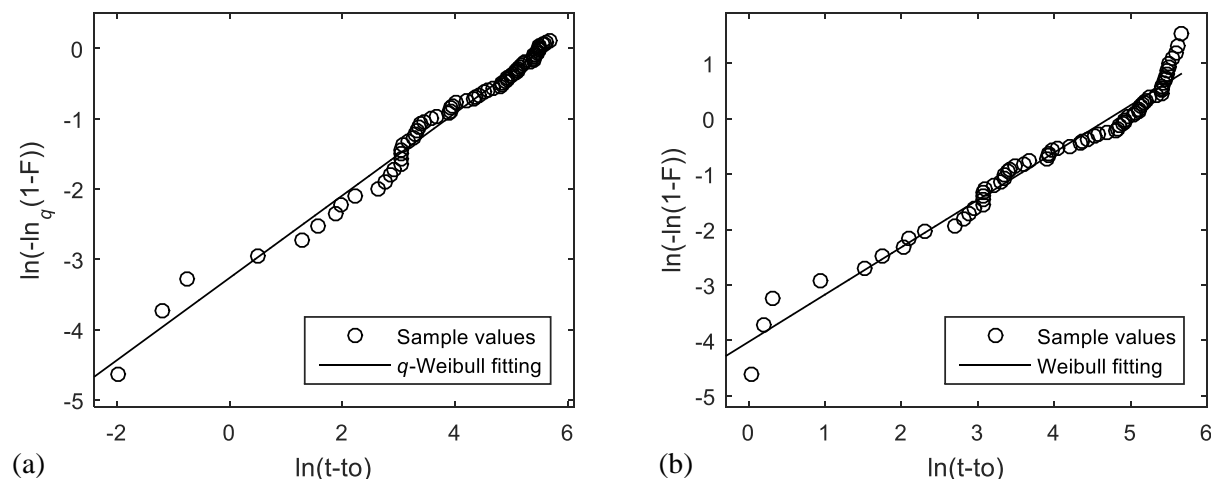 0
-1
-2
-3
-4
-5
ln(-ln_q(1-F))
Sample values
q-Weibull fitting
-2
0
2
4
6
(a)
ln(t-to)
1
0
-1
-2
-3
-4
-5
ln(-ln(1-F))
Sample values
Weibull fitting
0
1
2
3
4
5
6
(b)
ln(t-to)